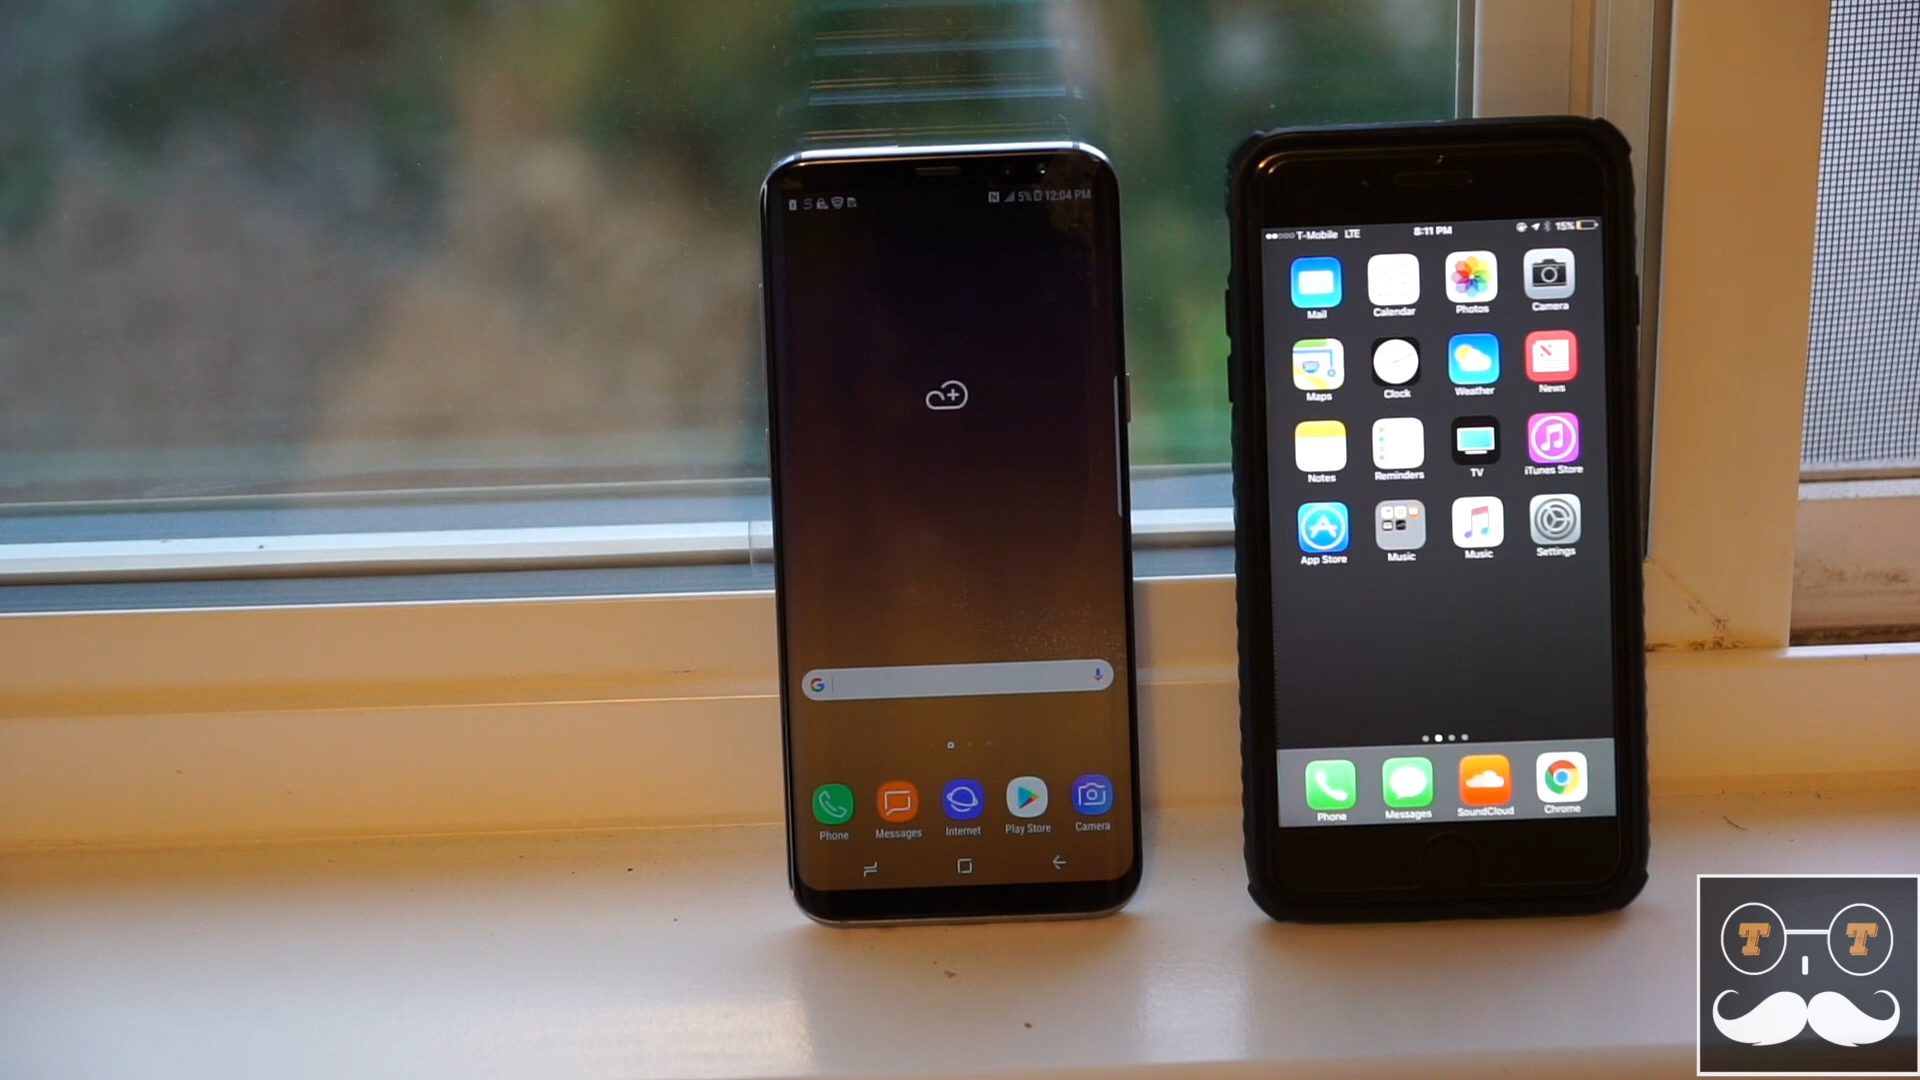 5% 12:04 PM
Phone Messages Internet Play Store Camera
T-Mobile LTE 8:11 PM 15%
Mail Calendar Photos Camera
Maps Clock Weather News
Notes Reminders TV iTunes Store
App Store Music Music Settings
Phone Messages SoundCloud Chrome
T T